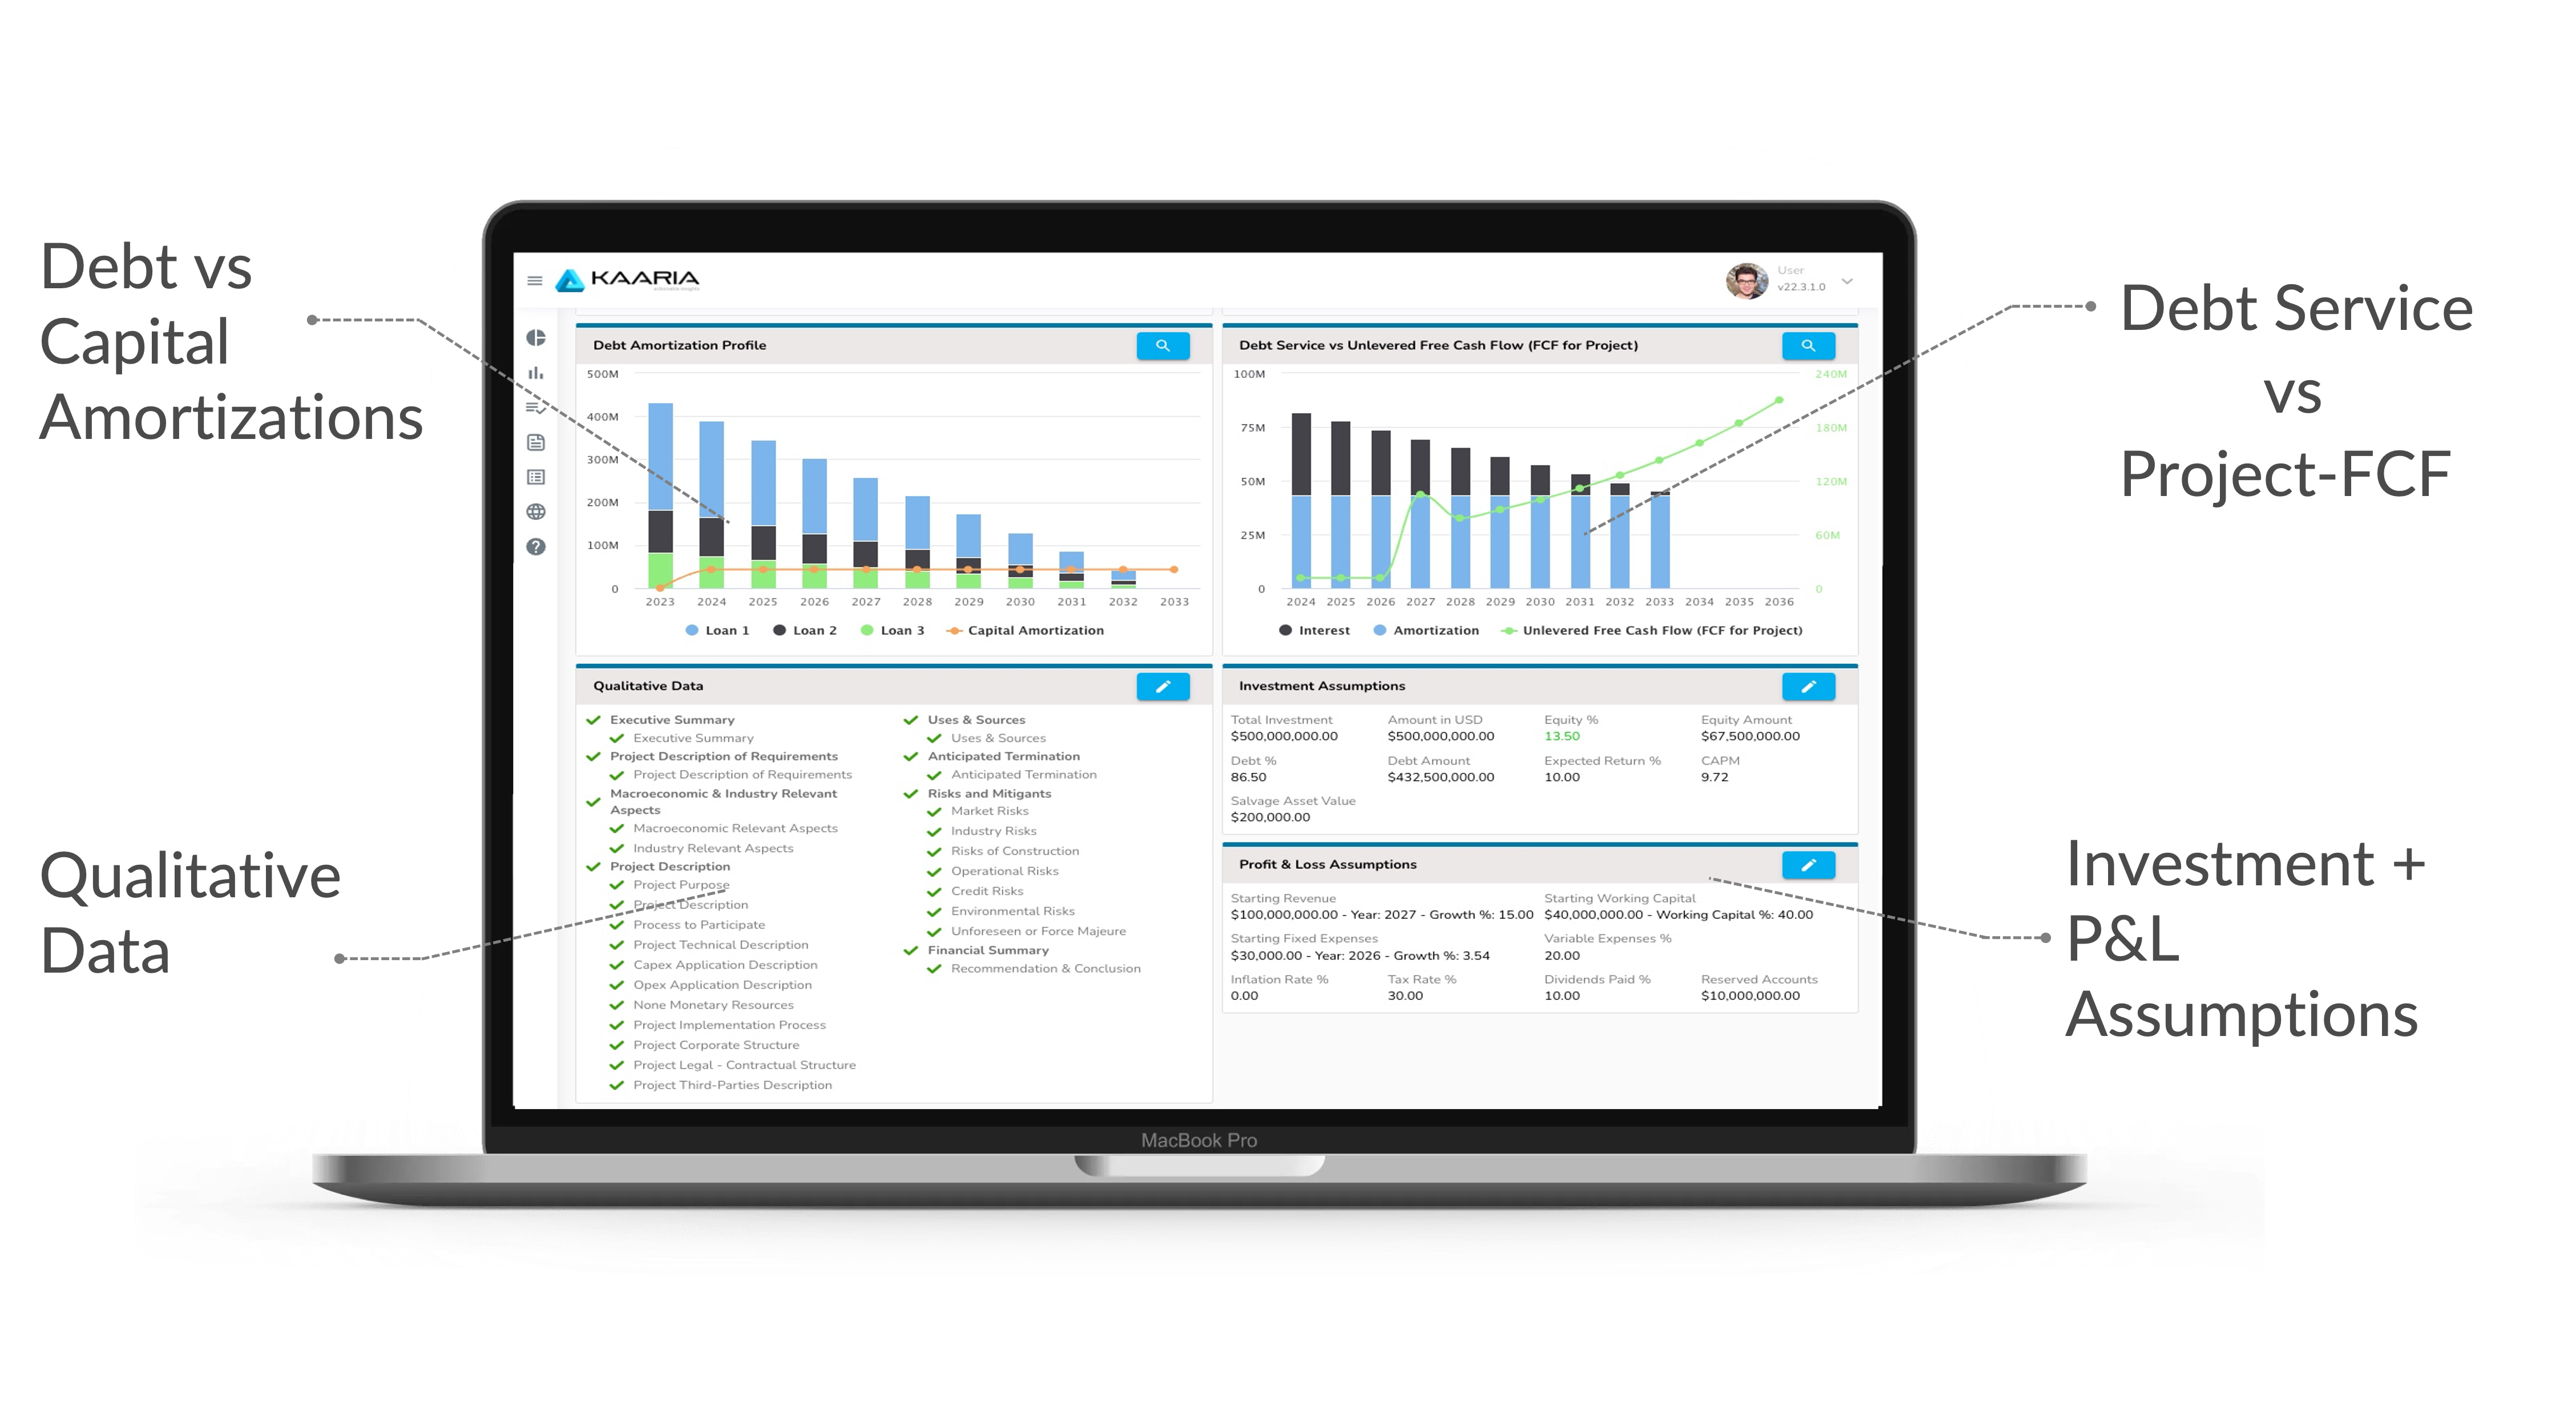 Debt vs
Capital
Amortizations
Qualitative
Data
KAARIA
User
v22.3.1.0
Debt Amortization Profile
500M
400M
300M
200M
100M
0
2023 2024 2025 2026 2027 2028 2029 2030 2031 2032 2033
Loan 1 Loan 2 Loan 3 Capital Amortization
Debt Service vs Unlevered Free Cash Flow (FCF for Project)
100M 240M
75M 180M
50M 120M
25M 60M
0 0
2024 2025 2026 2027 2028 2029 2030 2031 2032 2033 2034 2035 2036
Interest Amortization Unlevered Free Cash Flow (FCF for Project)
Qualitative Data
Executive Summary
Executive Summary
Project Description of Requirements
Project Description of Requirements
Macroeconomic & Industry Relevant
Aspects
Macroeconomic Relevant Aspects
Industry Relevant Aspects
Project Description
Project Purpose
Project Description
Process to Participate
Project Technical Description
Capex Application Description
Opex Application Description
None Monetary Resources
Project Implementation Process
Project Corporate Structure
Project Legal - Contractual Structure
Project Third-Parties Description
Uses & Sources
Uses & Sources
Anticipated Termination
Anticipated Termination
Risks and Mitigants
Market Risks
Industry Risks
Risks of Construction
Operational Risks
Credit Risks
Environmental Risks
Unforeseen or Force Majeure
Financial Summary
Recommendation & Conclusion
Investment Assumptions
Total Investment Amount in USD Equity % Equity Amount
$500,000,000.00 $500,000,000.00 13.50 $67,500,000.00
Debt % Debt Amount Expected Return % CAPM
86.50 $432,500,000.00 10.00 9.72
Salvage Asset Value
$200,000.00
Profit & Loss Assumptions
Starting Revenue Starting Working Capital
$100,000,000.00 - Year: 2027 - Growth %: 15.00 $40,000,000.00 - Working Capital %: 40.00
Starting Fixed Expenses Variable Expenses %
$30,000.00 - Year: 2026 - Growth %: 3.54 20.00
Inflation Rate % Tax Rate % Dividends Paid % Reserved Accounts
0.00 30.00 10.00 $10,000,000.00
MacBook Pro
Debt Service
vs
Project-FCF
Investment +
P&L
Assumptions